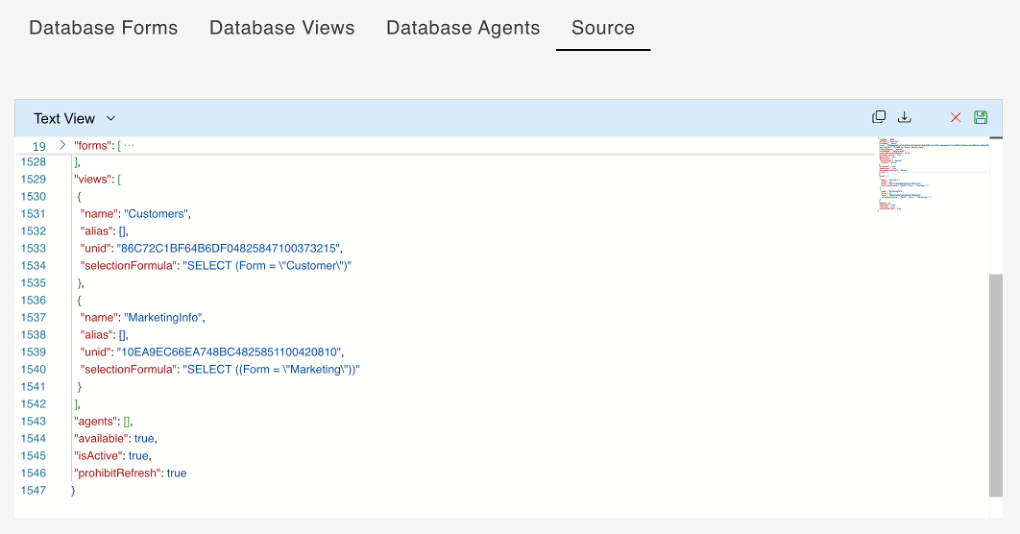 Database Forms Database Views Database Agents Source
Text View
19 "forms": [ ···
1528 ],
1529 "views": [
1530 {
1531 "name": "Customers",
1532 "alias": [],
1533 "unid": "86C72C1BF64B6DF04825847100373215",
1534 "selectionFormula": "SELECT (Form = \"Customer\")"
1535 },
1536 {
1537 "name": "MarketingInfo",
1538 "alias": [],
1539 "unid": "10EA9EC66EA748BC4825851100420810",
1540 "selectionFormula": "SELECT ((Form = \"Marketing\"))"
1541 }
1542 ],
1543 "agents": [],
1544 "available": true,
1545 "isActive": true,
1546 "prohibitRefresh": true
1547 }